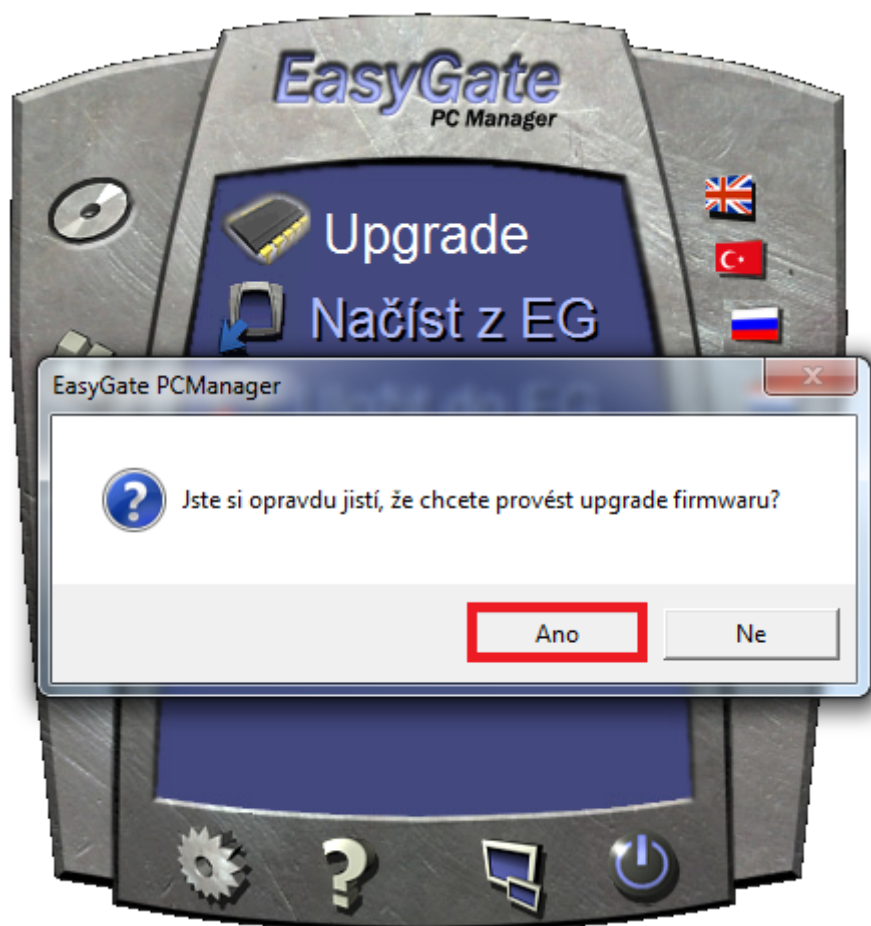 EasyGate
PC Manager
Upgrade
Načíst z EG
EasyGate PCManager
Jste si opravdu jistí, že chcete provést upgrade firmwaru?
Ano
Ne